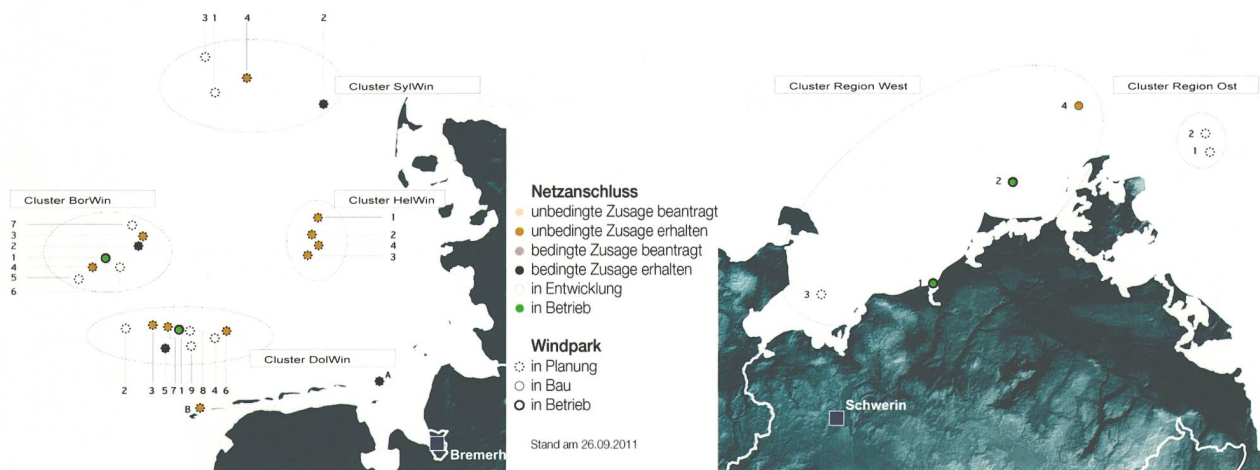 3 1 4 2
Cluster SylWin
Cluster BorWin
7
3
2
1
4
5
6
Cluster HelWin
1
2
4
3
Cluster DolWin
2 3 5 7 1 9 8 4 6
A
B
Bremerh
Netzanschluss
unbedingte Zusage beantragt
unbedingte Zusage erhalten
bedingte Zusage beantragt
bedingte Zusage erhalten
in Entwicklung
in Betrieb
Windpark
in Planung
in Bau
in Betrieb
Stand am 26.09.2011
Cluster Region West
4
2
1
3
Cluster Region Ost
2
1
Schwerin